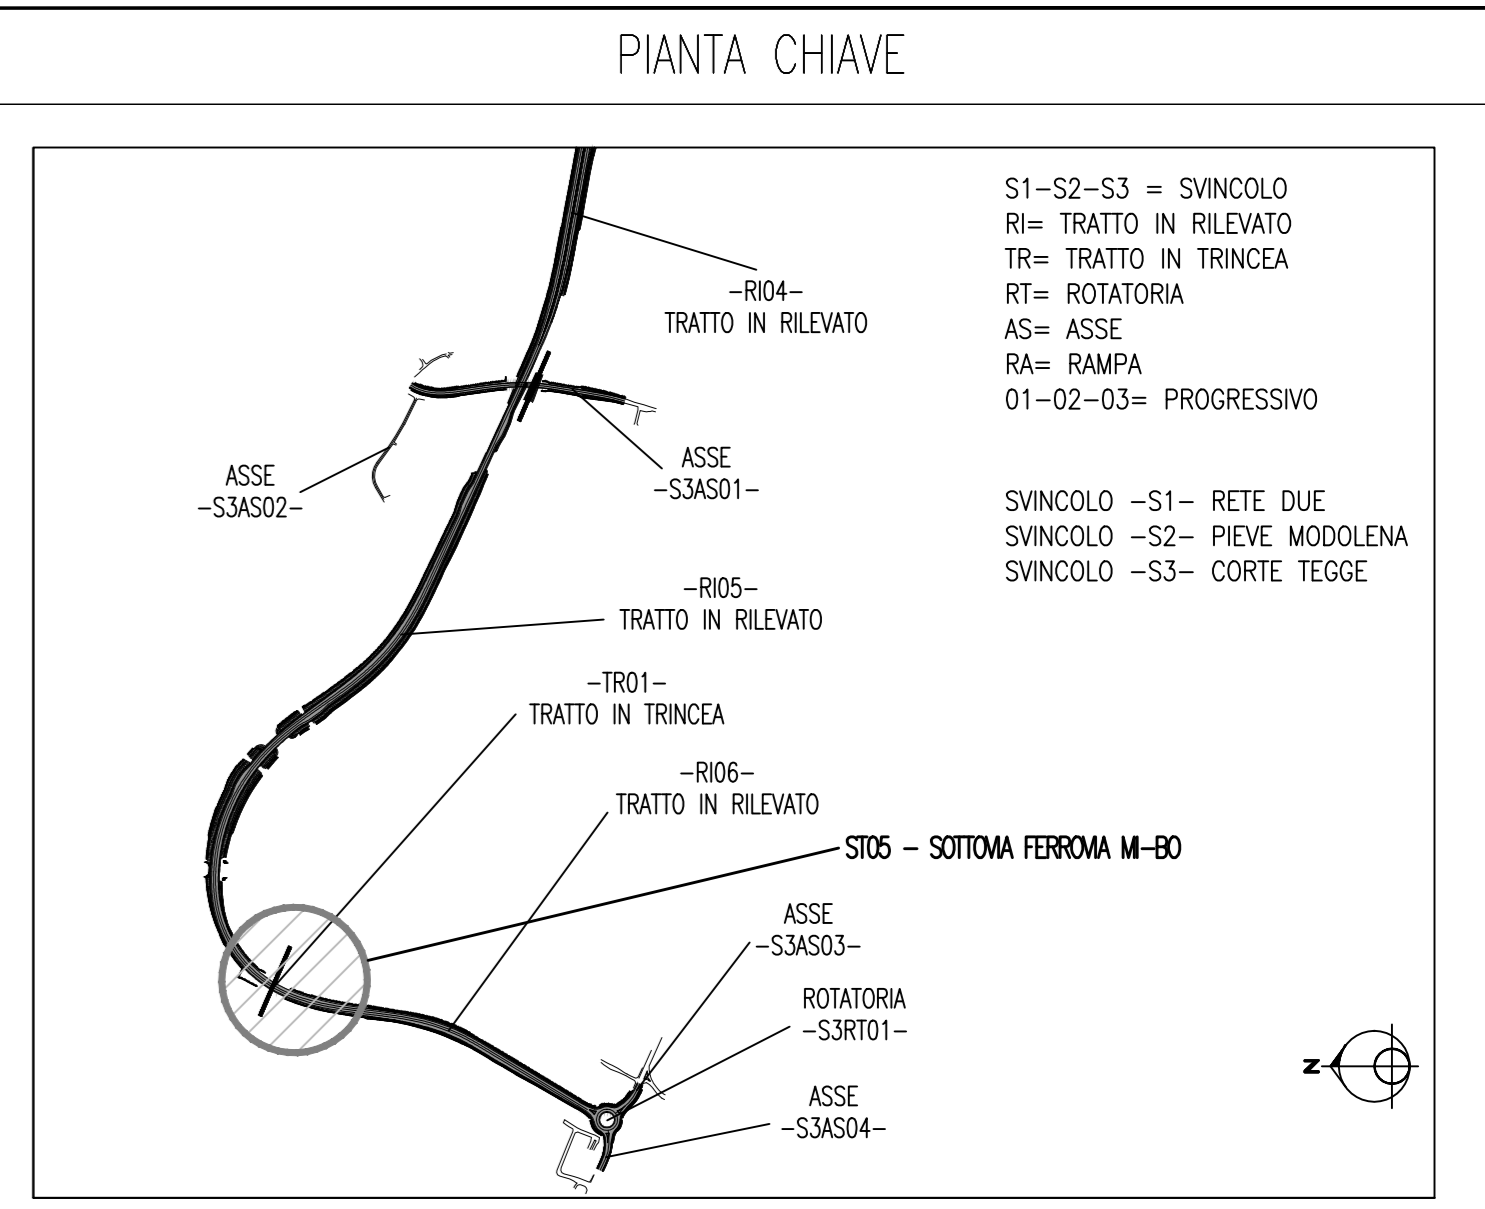 PIANTA CHIAVE
S1-S2-S3 = SVINCOLO
RI= TRATTO IN RILEVATO
TR= TRATTO IN TRINCEA
RT= ROTATORIA
AS= ASSE
RA= RAMPA
01-02-03= PROGRESSIVO
SVINCOLO -S1- RETE DUE
SVINCOLO -S2- PIEVE MODOLENA
SVINCOLO -S3- CORTE TEGGE
-RI04-
TRATTO IN RILEVATO
ASSE
-S3AS01-
ASSE
-S3AS02-
-RI05-
TRATTO IN RILEVATO
-TR01-
TRATTO IN TRINCEA
-RI06-
TRATTO IN RILEVATO
ST05 - SOTTOVIA FERROVIA MI-BO
ASSE
-S3AS03-
ROTATORIA
-S3RT01-
ASSE
-S3AS04-
N